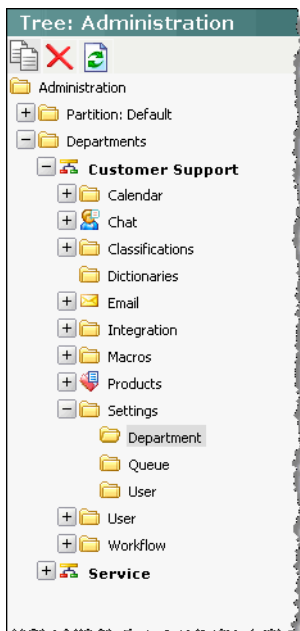 Tree: Administration
Administration
Partition: Default
Departments
Customer Support
Calendar
Chat
Classifications
Dictionaries
Email
Integration
Macros
Products
Settings
Department
Queue
User
User
Workflow
Service